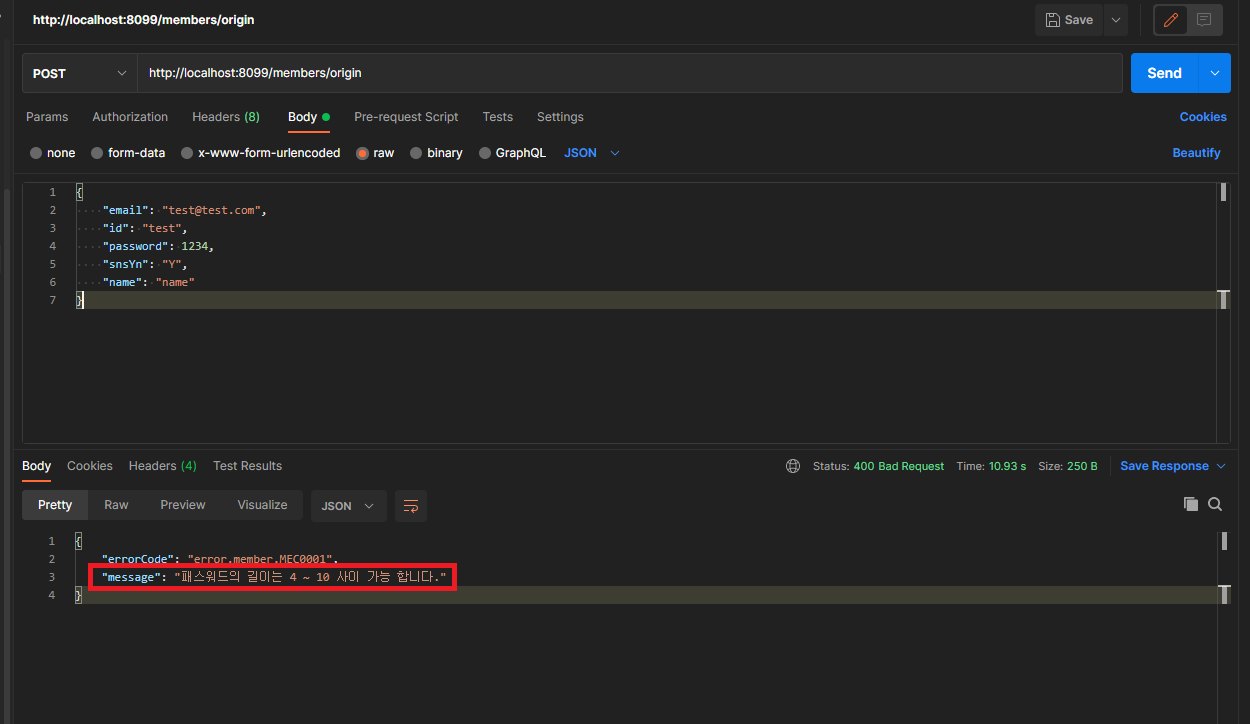 http://localhost:8099/members/origin
Save
POST
http://localhost:8099/members/origin
Send
Params Authorization Headers (8) Body Pre-request Script Tests Settings Cookies
none form-data x-www-form-urlencoded raw binary GraphQL JSON Beautify
1 {
2 ····"email":·"test@test.com",
3 ····"id":·"test",
4 ····"password":·1234,
5 ····"snsYn":·"Y",
6 ····"name":·"name"
7 }
Body Cookies Headers (4) Test Results Status: 400 Bad Request Time: 10.93 s Size: 250 B Save Response
Pretty Raw Preview Visualize JSON
1 {
2 "errorCode": "error.member.MEC0001",
3 "message": "패스워드의 길이는 4 ~ 10 사이 가능 합니다."
4 }